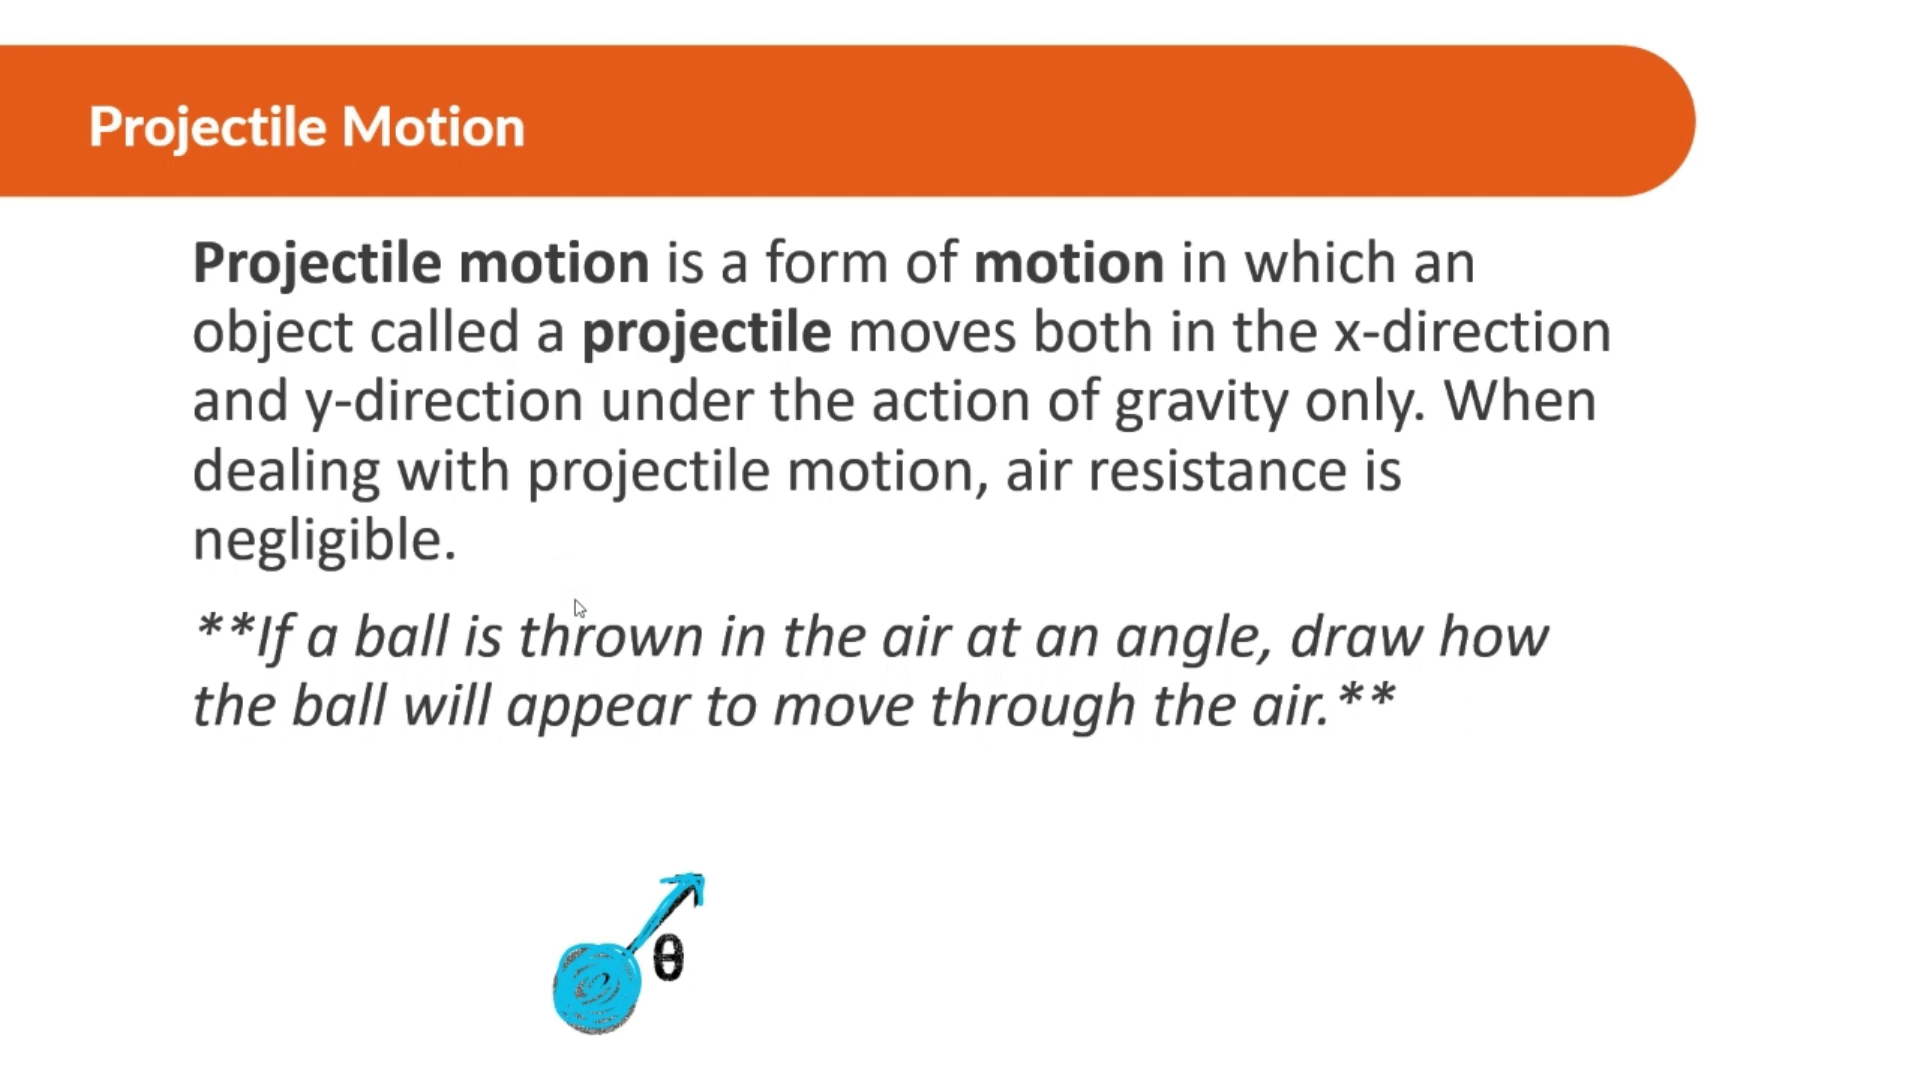 Projectile Motion
Projectile motion is a form of motion in which an
object called a projectile moves both in the x-direction
and y-direction under the action of gravity only. When
dealing with projectile motion, air resistance is
negligible.
**If a ball is thrown in the air at an angle, draw how
the ball will appear to move through the air.**
θ